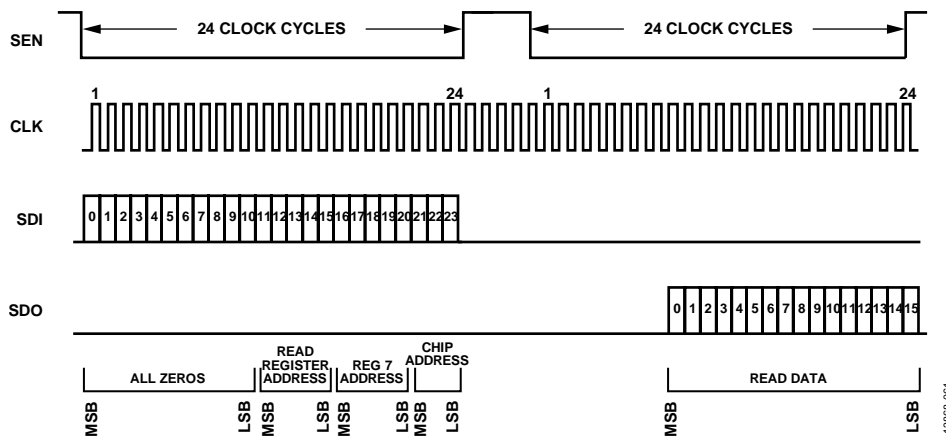 24 CLOCK CYCLES 24 CLOCK CYCLES
SEN
1 24 1 24
CLK
SDI
0 1 2 3 4 5 6 7 8 9 10 11 12 13 14 15 16 17 18 19 20 21 22 23
SDO
0 1 2 3 4 5 6 7 8 9 10 11 12 13 14 15
ALL ZEROS
READ
REGISTER
ADDRESS
REG 7
ADDRESS
CHIP
ADDRESS
READ DATA
MSB LSB MSB LSB MSB LSB MSB LSB MSB LSB